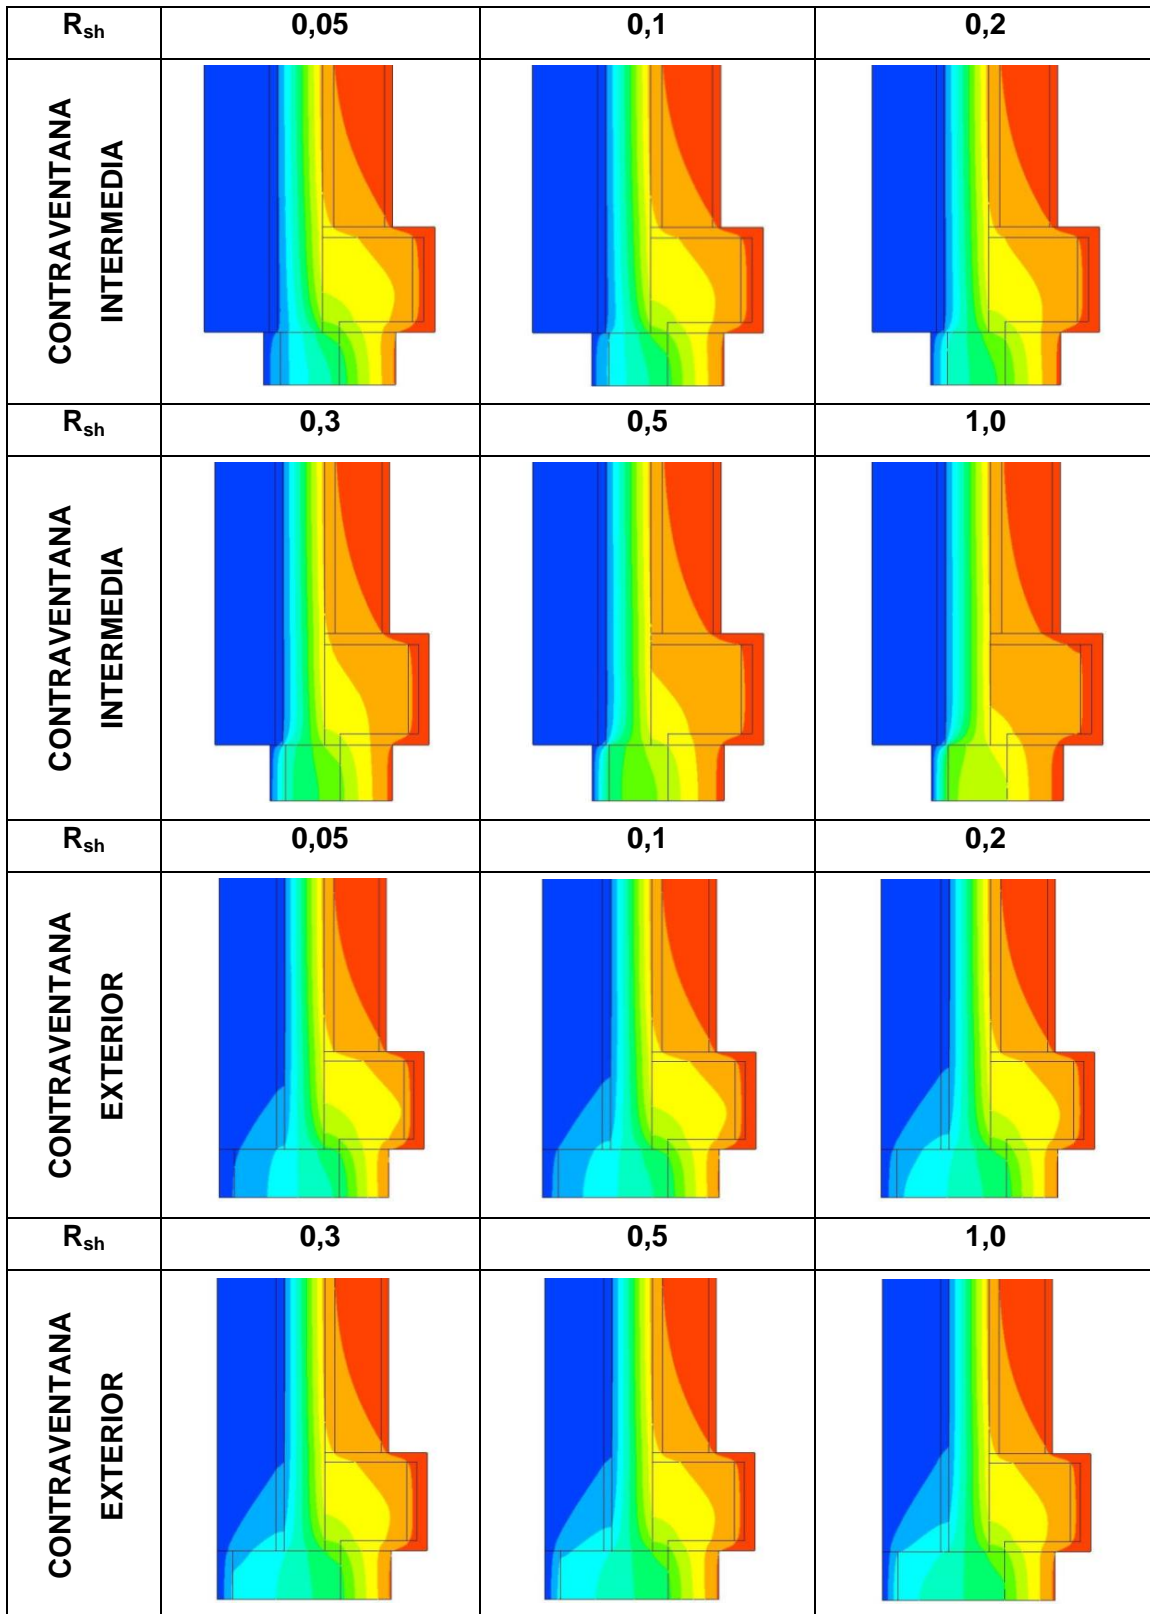 Rsh 0,05 0,1 0,2
CONTRAVENTANA
INTERMEDIA
Rsh 0,3 0,5 1,0
CONTRAVENTANA
INTERMEDIA
Rsh 0,05 0,1 0,2
CONTRAVENTANA
EXTERIOR
Rsh 0,3 0,5 1,0
CONTRAVENTANA
EXTERIOR